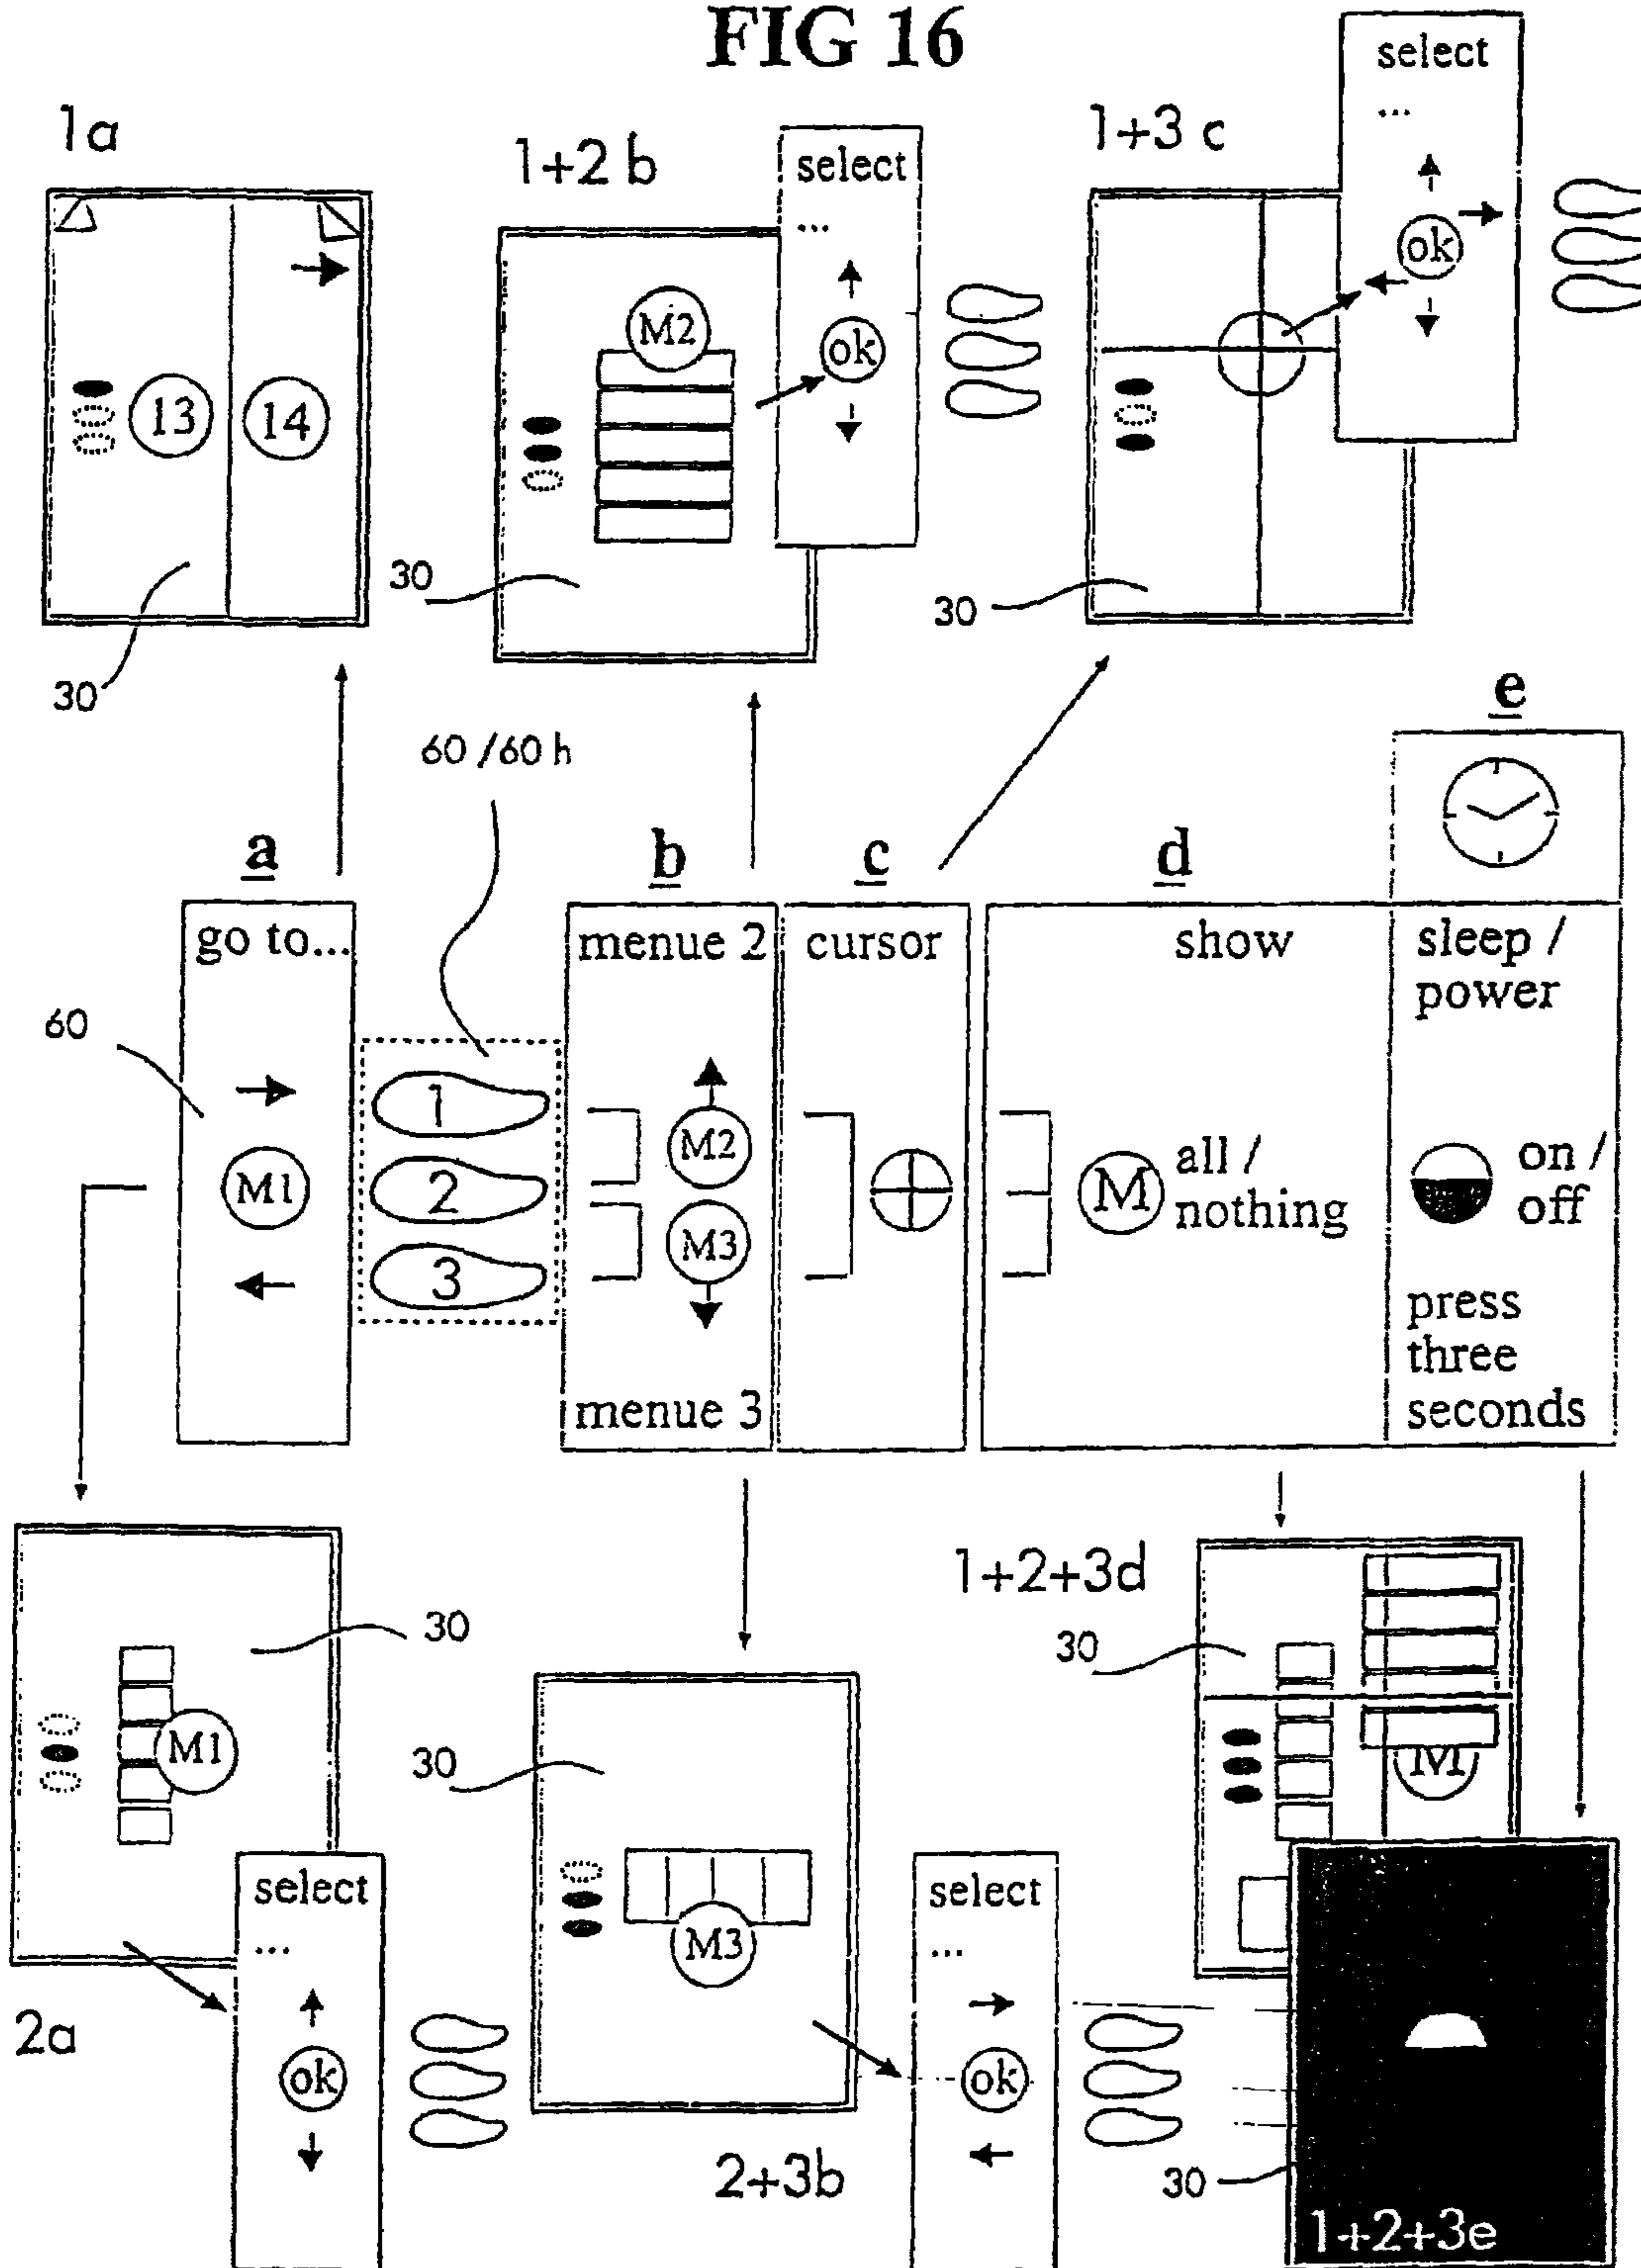 FIG 16
select
...
ok
1a
1+2 b
select
...
ok
1+3 c
13
14
M2
30
30
30
60 /60 h
a
b
c
d
e
go to...
menue 2
cursor
show
sleep /
power
60
1
2
3
M1
M2
M3
M
all /
nothing
on /
off
press
three
seconds
menue 3
30
M1
2a
select
...
ok
30
M3
2+3b
select
...
ok
1+2+3d
30
M
30
1+2+3e